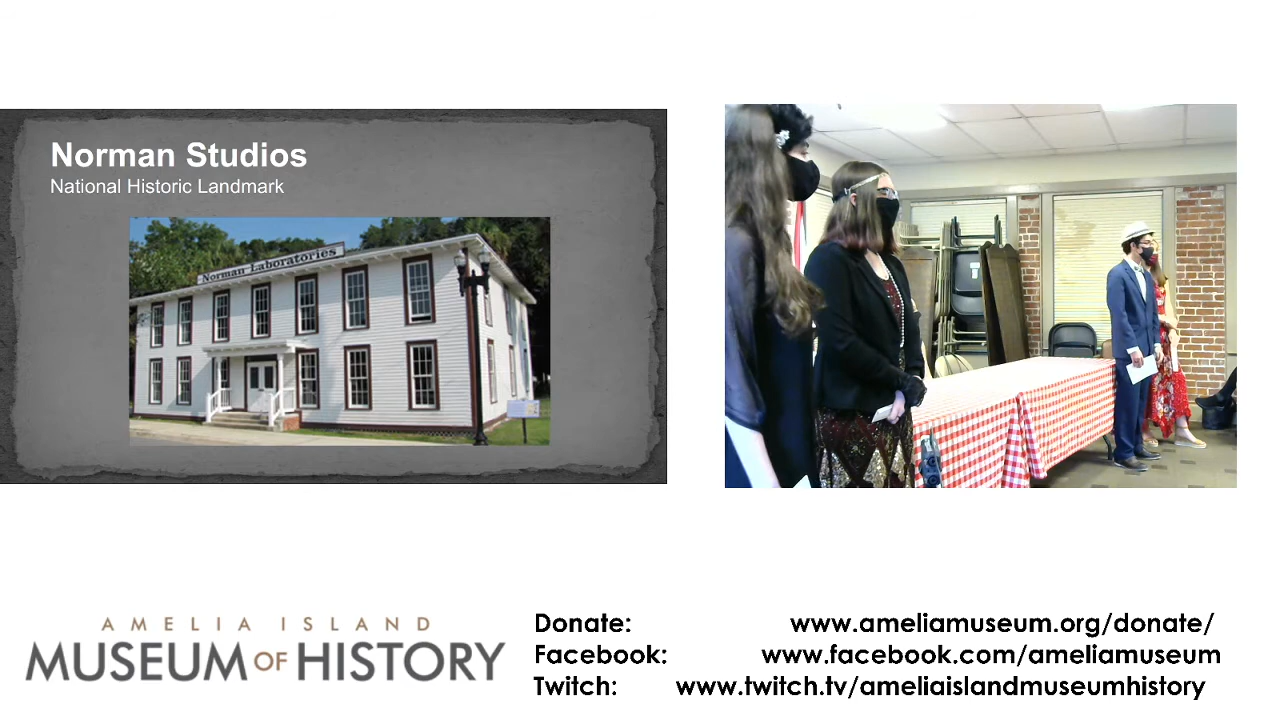 Norman Studios
National Historic Landmark
Norman Laboratories
AMELIA ISLAND
MUSEUM OF HISTORY
Donate: www.ameliamuseum.org/donate/
Facebook: www.facebook.com/ameliamuseum
Twitch: www.twitch.tv/ameliaislandmuseumhistory